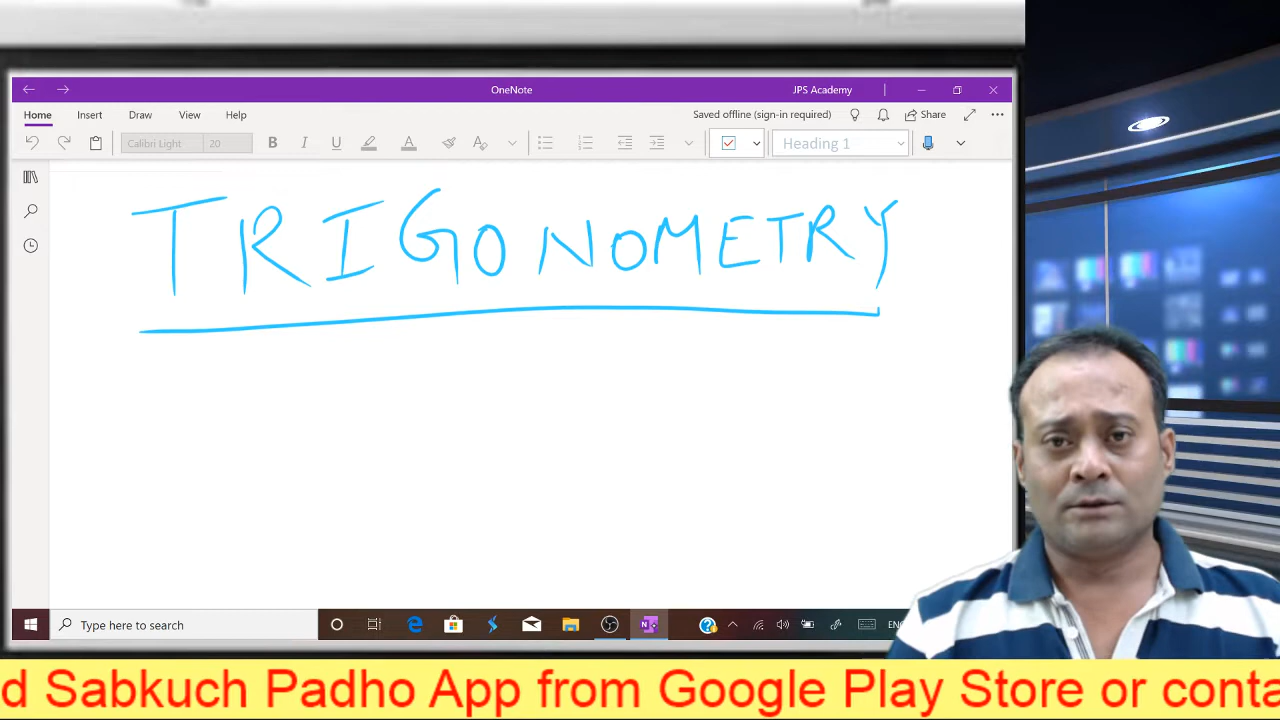 OneNote
JPS Academy
Home Insert Draw View Help
Saved offline (sign-in required)
Share
Calibri Light 20
B I U A
Heading 1
TRIGONOMETRY
Type here to search
ENG
d Sabkuch Padho App from Google Play Store or conta